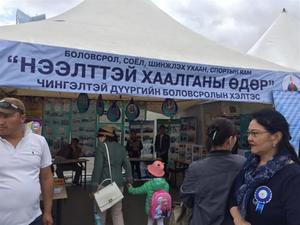 БОЛОВСРОЛ, СОЁЛ, ШИНЖЛЭХ УХААН, СПОРТЫН ЯАМ
“НЭЭЛТТЭЙ ХААЛГАНЫ ӨДӨР”
ЧИНГЭЛТЭЙ ДҮҮРГИЙН БОЛОВСРОЛЫН ХЭЛТЭС